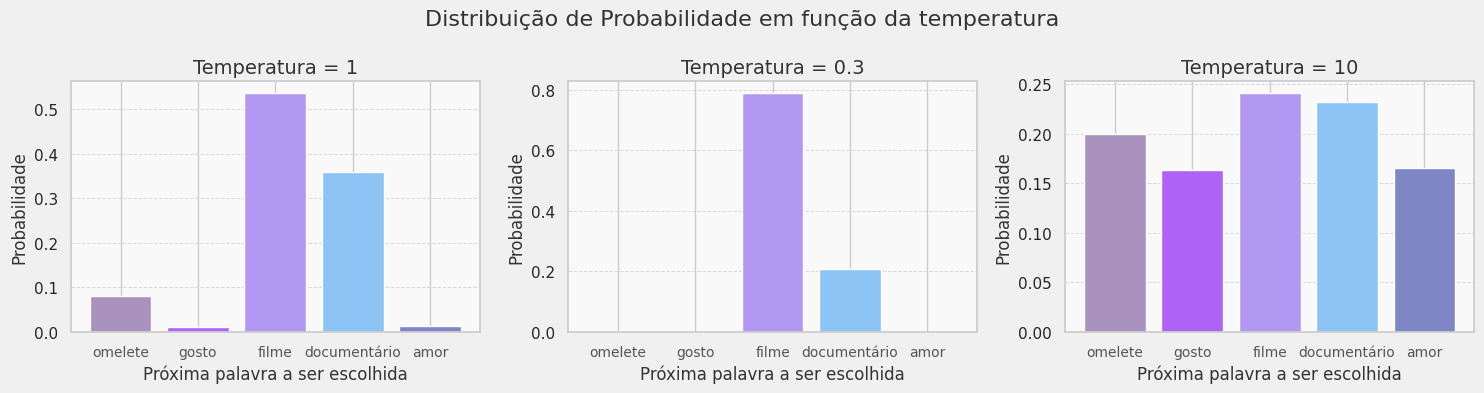 Distribuição de Probabilidade em função da temperatura
Temperatura = 1
Probabilidade
0.5
0.4
0.3
0.2
0.1
0.0
omelete gosto filme documentário amor
Próxima palavra a ser escolhida
Temperatura = 0.3
Probabilidade
0.8
0.6
0.4
0.2
0.0
omelete gosto filme documentário amor
Próxima palavra a ser escolhida
Temperatura = 10
Probabilidade
0.25
0.20
0.15
0.10
0.05
0.00
omelete gosto filme documentário amor
Próxima palavra a ser escolhida